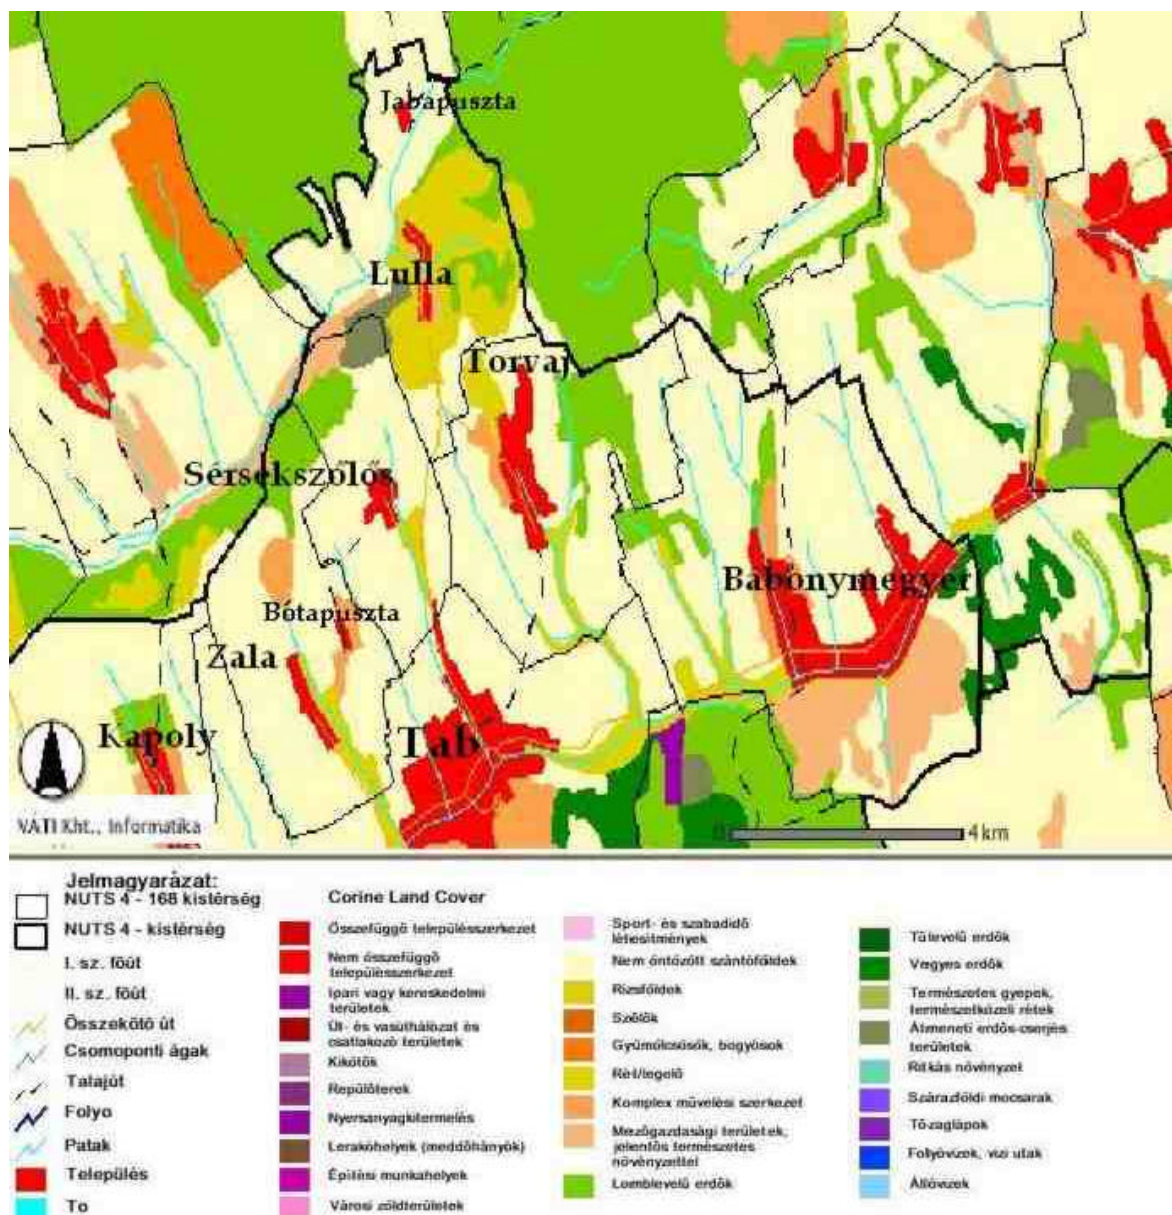 Jabapuszta
Lulla
Torvaj
Sérsekszőlős
Bábonymegyer
Bótapuszta
Zala
Kapoly
Tab
VÁTI Kht., Informatika
0 4 km
Jelmagyarázat:
NUTS 4 - 168 kistérség
NUTS 4 - kistérség
I. sz. főút
II. sz. főút
Összekötő út
Csomoponti ágak
Talajút
Folyo
Patak
Település
To
Corine Land Cover
Összefüggő településszerkezet
Nem összefüggő
településszerkezet
Ipari vagy kereskedelmi
területek
Út- és vasúthálózat és
csatlakozó területek
Kikötők
Repülőterek
Nyersanyagkitermelés
Lerakóhelyek (meddőhányók)
Építési munkahelyek
Városi zöldterületek
Sport- és szabadidő
létesítmények
Nem öntözött szántóföldek
Rizsföldek
Szőlők
Gyümölcsösök, bogyósok
Rét/legelő
Komplex művelési szerkezet
Mezőgazdasági területek,
jelentős természetes
növényzettel
Lomblevelű erdők
Tűlevelű erdők
Vegyes erdők
Természetes gyepek,
természetközeli rétek
Átmeneti erdős-cserjés
területek
Ritkás növényzet
Szárazföldi mocsarak
Tőzeglápok
Folyóvizek, vizi utak
Állóvizek